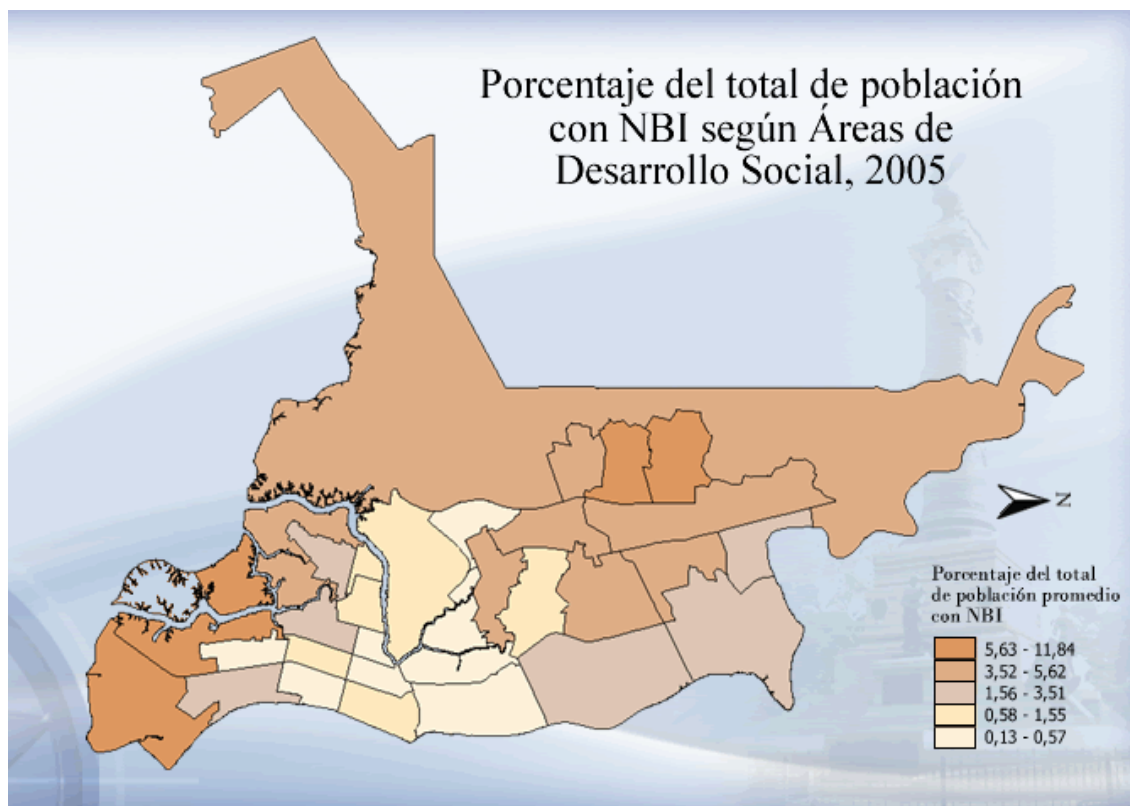 Porcentaje del total de población
con NBI según Áreas de
Desarrollo Social, 2005
N
Porcentaje del total
de población promedio
con NBI
5,63 - 11,84
3,52 - 5,62
1,56 - 3,51
0,58 - 1,55
0,13 - 0,57